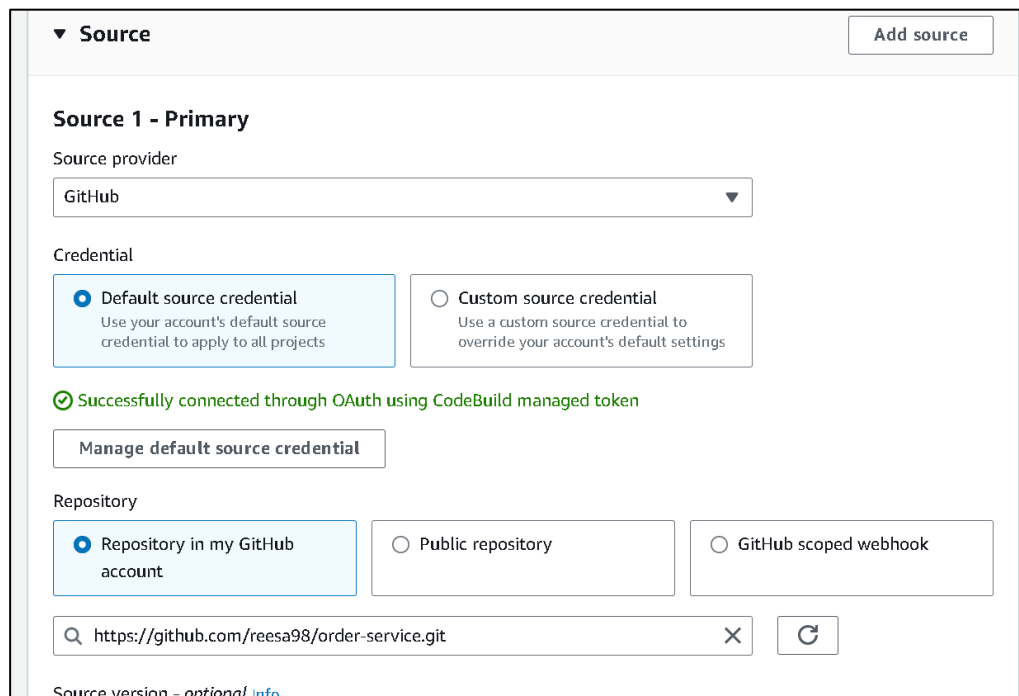 Source
Add source
Source 1 - Primary
Source provider
GitHub
Credential
Default source credential
Use your account's default source
credential to apply to all projects
Custom source credential
Use a custom source credential to
override your account's default settings
Successfully connected through OAuth using CodeBuild managed token
Manage default source credential
Repository
Repository in my GitHub
account
Public repository
GitHub scoped webhook
https://github.com/reesa98/order-service.git
Source version - optional Info